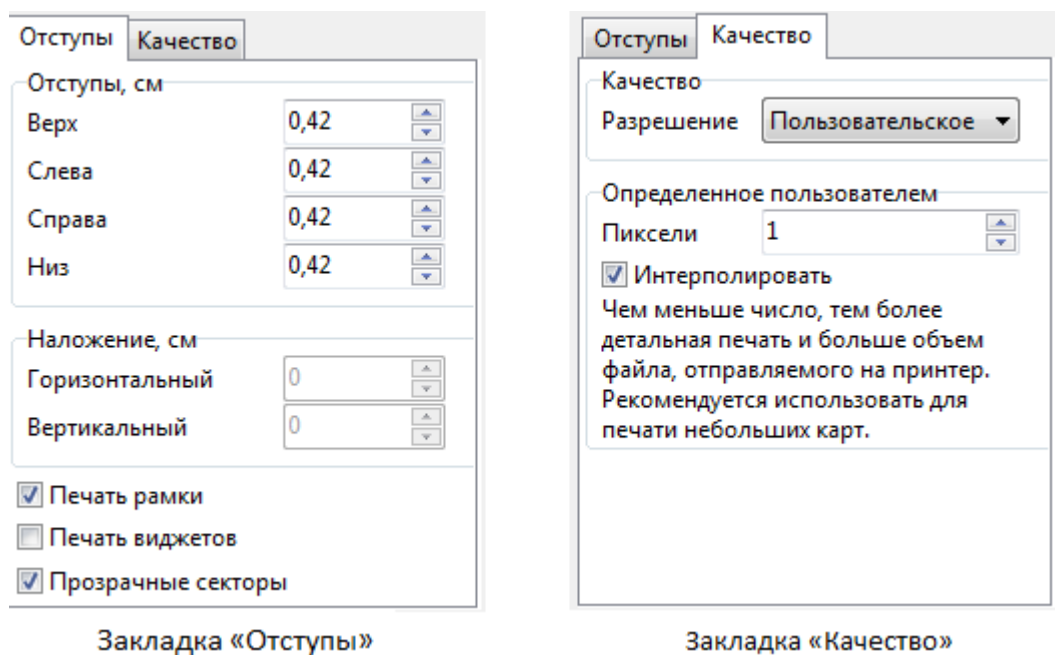 Отступы Качество
Отступы, см
Верх 0,42
Слева 0,42
Справа 0,42
Низ 0,42
Наложение, см
Горизонтальный 0
Вертикальный 0
Печать рамки
Печать виджетов
Прозрачные секторы
Закладка «Отступы»
Отступы Качество
Качество
Разрешение Пользовательское
Определенное пользователем
Пиксели 1
Интерполировать
Чем меньше число, тем более
детальная печать и больше объем
файла, отправляемого на принтер.
Рекомендуется использовать для
печати небольших карт.
Закладка «Качество»